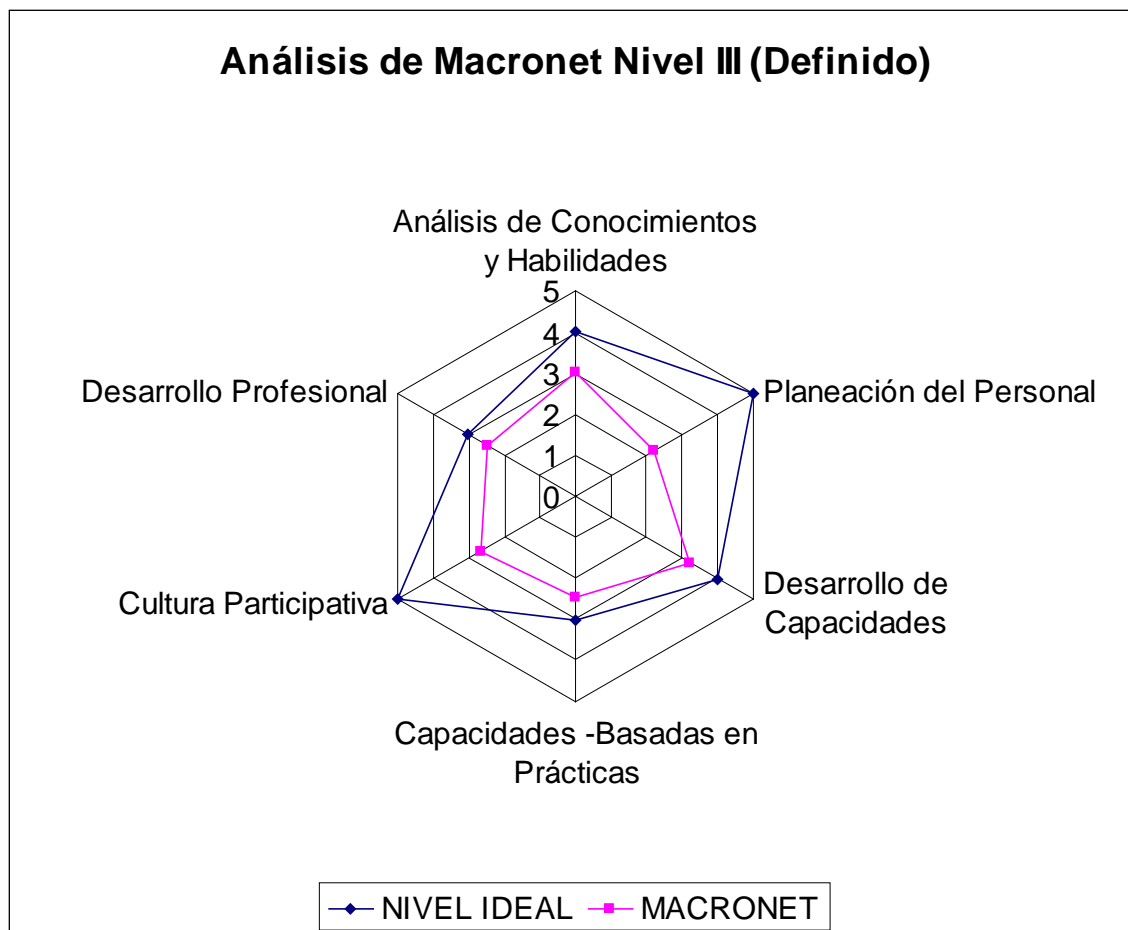 Análisis de Macronet Nivel III (Definido)
Análisis de Conocimientos
y Habilidades
5
4
3
2
1
0
Desarrollo Profesional
Planeación del Personal
Cultura Participativa
Desarrollo de
Capacidades
Capacidades -Basadas en
Prácticas
NIVEL IDEAL
MACRONET